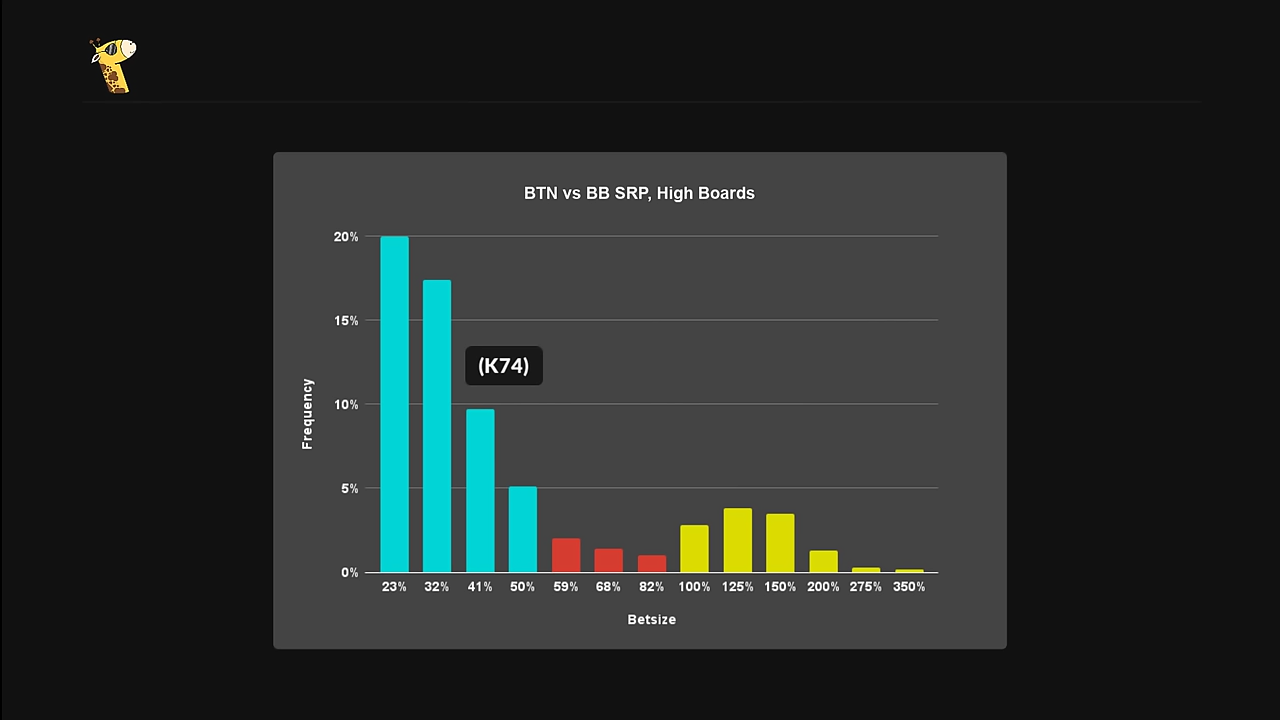 BTN vs BB SRP, High Boards
20%
15%
(K74)
10%
Frequency
5%
0%
23% 32% 41% 50% 59% 68% 82% 100% 125% 150% 200% 275% 350%
Betsize